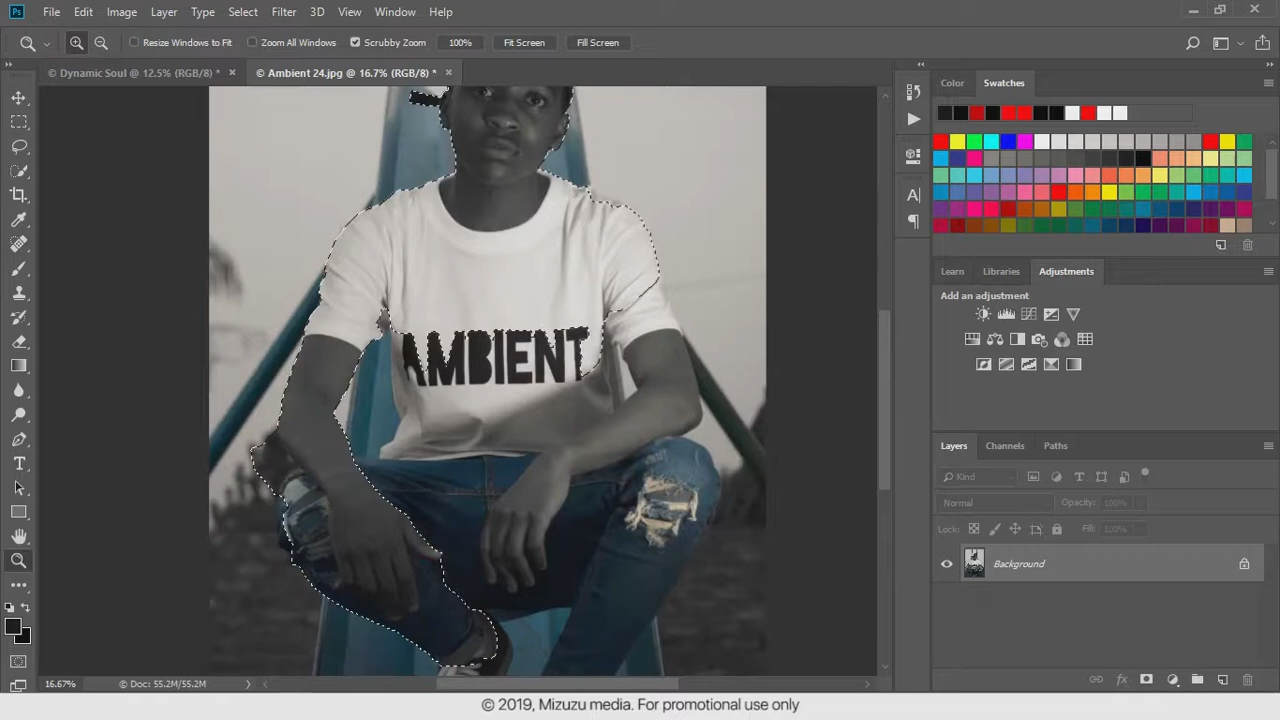 Ps File Edit Image Layer Type Select Filter 3D View Window Help
Resize Windows to Fit Zoom All Windows Scrubby Zoom 100% Fit Screen Fill Screen
© Dynamic Soul @ 12.5% (RGB/8) * × © Ambient 24.jpg @ 16.7% (RGB/8) * ×
Color Swatches
AMBIENT
Learn Libraries Adjustments
Add an adjustment
Layers Channels Paths
Kind
Normal Opacity: 100%
Lock: Fill: 100%
Background
16.67% © Doc: 55.2M/55.2M
© 2019, Mizuzu media. For promotional use only